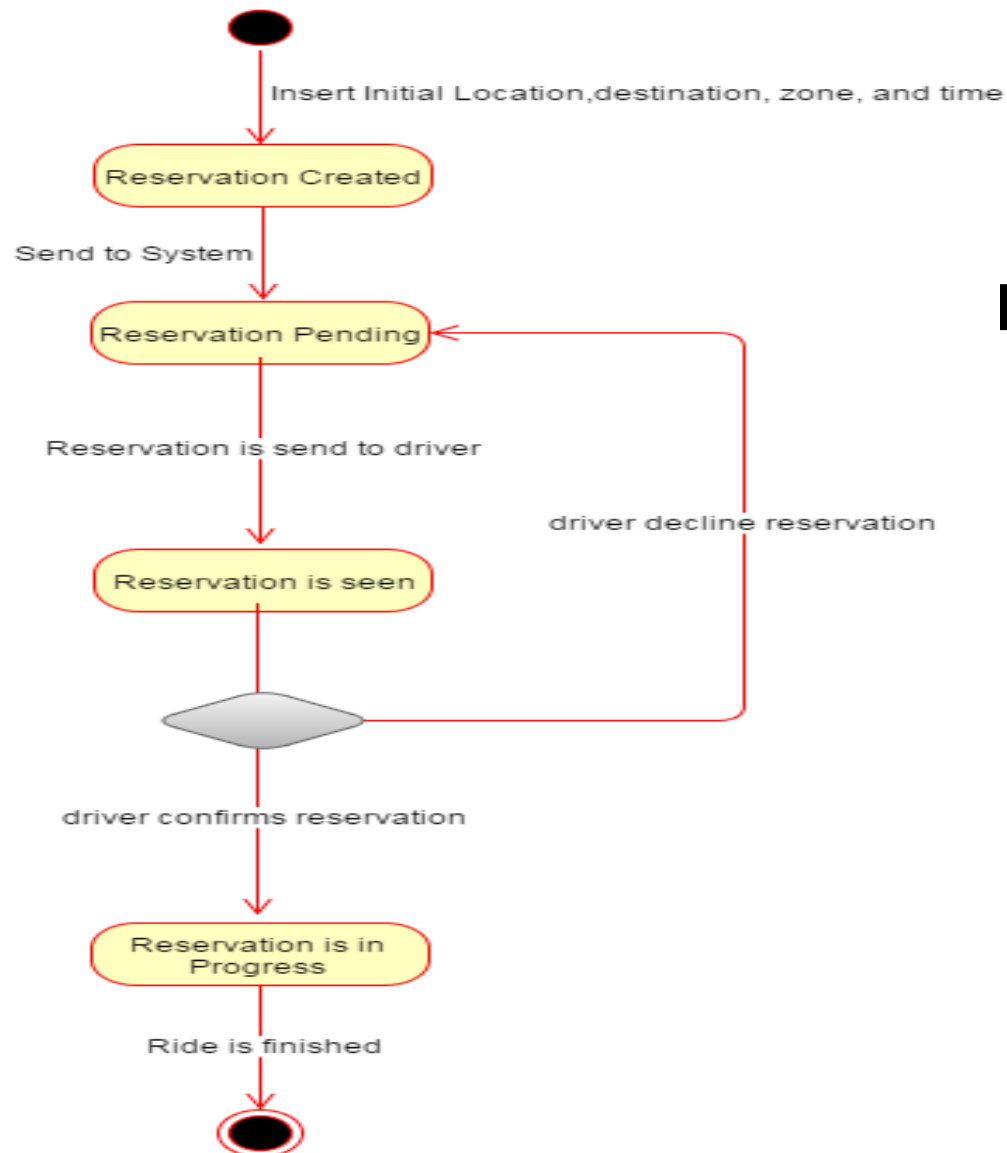 Insert Initial Location,destination, zone, and time
Reservation Created
Send to System
Reservation Pending
Reservation is send to driver
driver decline reservation
Reservation is seen
driver confirms reservation
Reservation is in
Progress
Ride is finished